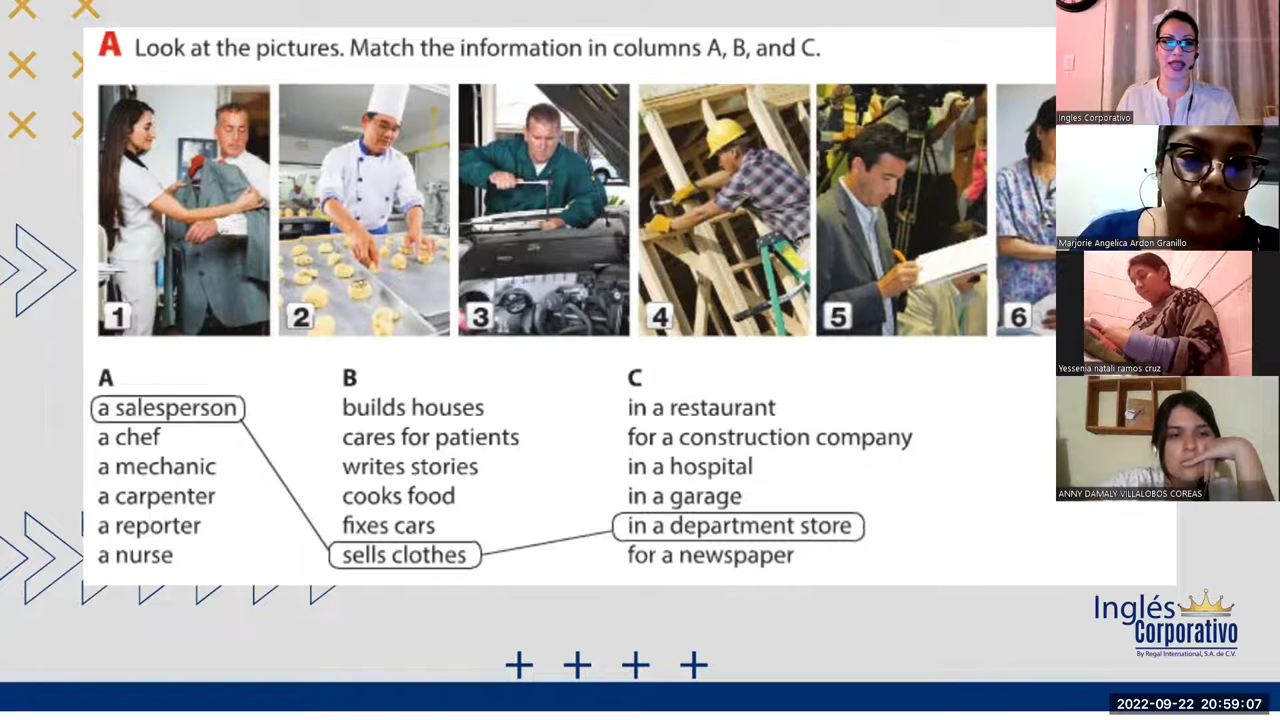 A Look at the pictures. Match the information in columns A, B, and C.
1
2
3
4
5
6
A
a salesperson
a chef
a mechanic
a carpenter
a reporter
a nurse
B
builds houses
cares for patients
writes stories
cooks food
fixes cars
sells clothes
C
in a restaurant
for a construction company
in a hospital
in a garage
in a department store
for a newspaper
Ingles Corporativo
Marjorie Angelica Ardon Granillo
Yessenia natali ramos cruz
ANNY DAMALY VILLALOBOS COREAS
Inglés
Corporativo
By Regal International, S.A. de C.V.
2022-09-22 20:59:07